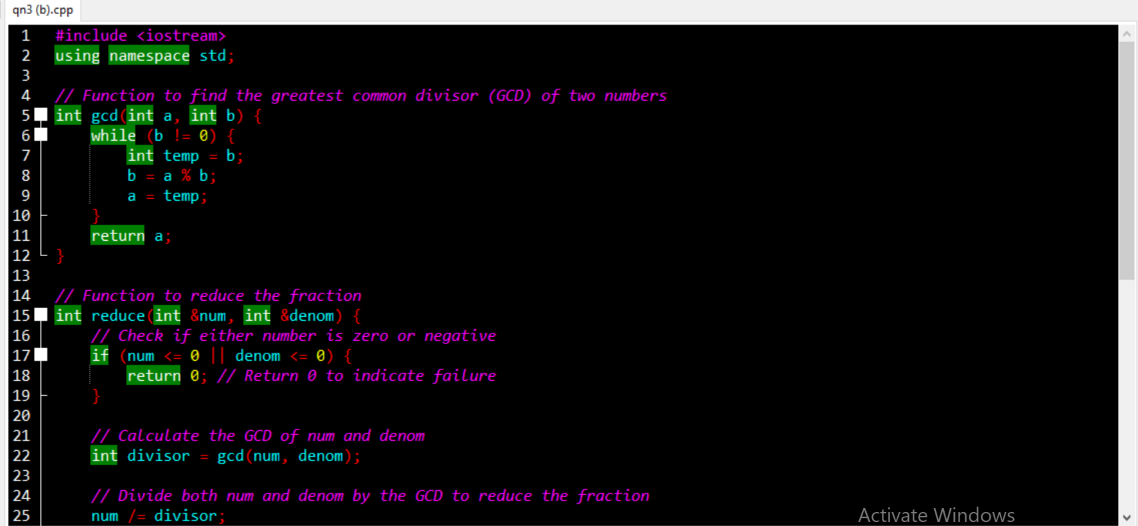 qn3 (b).cpp
1 #include <iostream>
2 using namespace std;
3
4 // Function to find the greatest common divisor (GCD) of two numbers
5 int gcd(int a, int b) {
6 while (b != 0) {
7 int temp = b;
8 b = a % b;
9 a = temp;
10 }
11 return a;
12 }
13
14 // Function to reduce the fraction
15 int reduce(int &num, int &denom) {
16 // Check if either number is zero or negative
17 if (num <= 0 || denom <= 0) {
18 return 0; // Return 0 to indicate failure
19 }
20
21 // Calculate the GCD of num and denom
22 int divisor = gcd(num, denom);
23
24 // Divide both num and denom by the GCD to reduce the fraction
25 num /= divisor;
Activate Windows